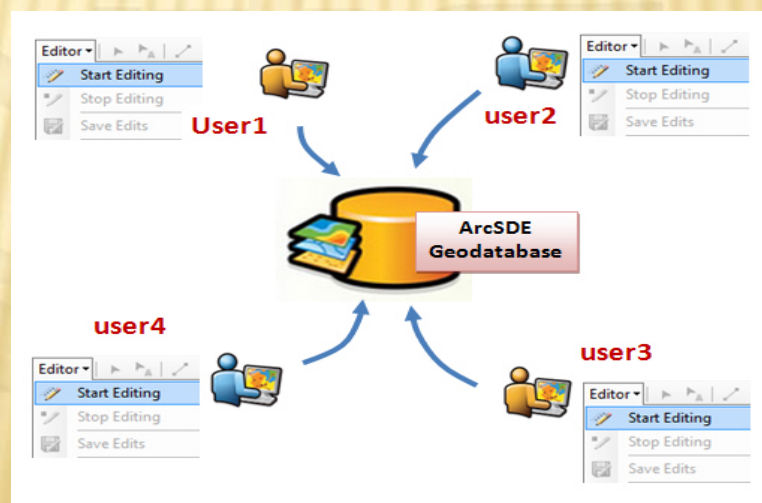 Editor
Start Editing
Stop Editing
Save Edits
User1
user2
Editor
Start Editing
Stop Editing
Save Edits
ArcSDE
Geodatabase
user4
Editor
Start Editing
Stop Editing
Save Edits
user3
Editor
Start Editing
Stop Editing
Save Edits